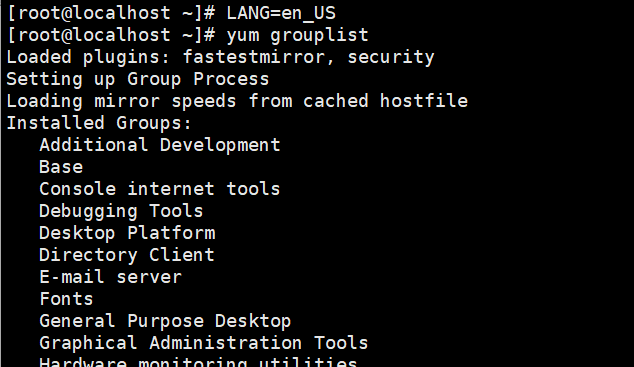 [root@localhost ~]# LANG=en_US
[root@localhost ~]# yum grouplist
Loaded plugins: fastestmirror, security
Setting up Group Process
Loading mirror speeds from cached hostfile
Installed Groups:
   Additional Development
   Base
   Console internet tools
   Debugging Tools
   Desktop Platform
   Directory Client
   E-mail server
   Fonts
   General Purpose Desktop
   Graphical Administration Tools
   Hardware monitoring utilities